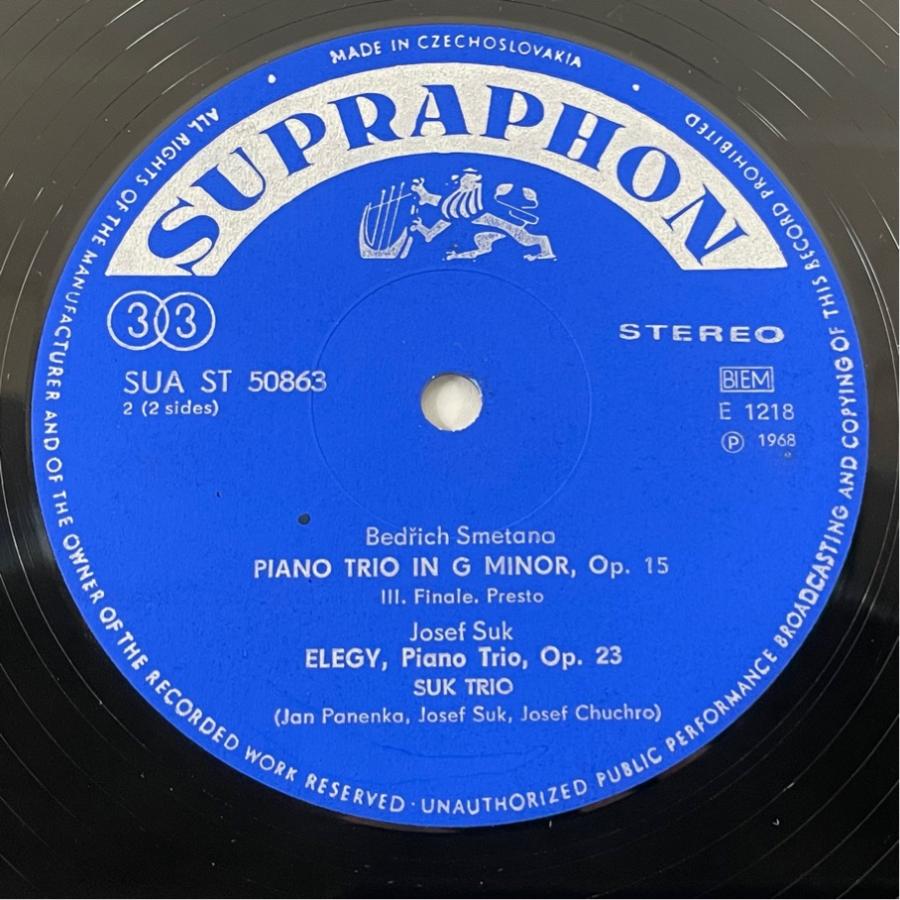 MADE IN CZECHOSLOVAKIA
SUPRAPHON
33
STEREO
SUA ST 50863
2 (2 sides)
BIEM
E 1218
Ⓟ 1968
Bedřich Smetana
PIANO TRIO IN G MINOR, Op. 15
III. Finale. Presto
Josef Suk
ELEGY, Piano Trio, Op. 23
SUK TRIO
(Jan Panenka, Josef Suk, Josef Chuchro)
ALL RIGHTS OF THE MANUFACTURER AND OF THE OWNER OF THE RECORDED WORK RESERVED · UNAUTHORIZED PUBLIC PERFORMANCE BROADCASTING AND COPYING OF THIS RECORD PROHIBITED